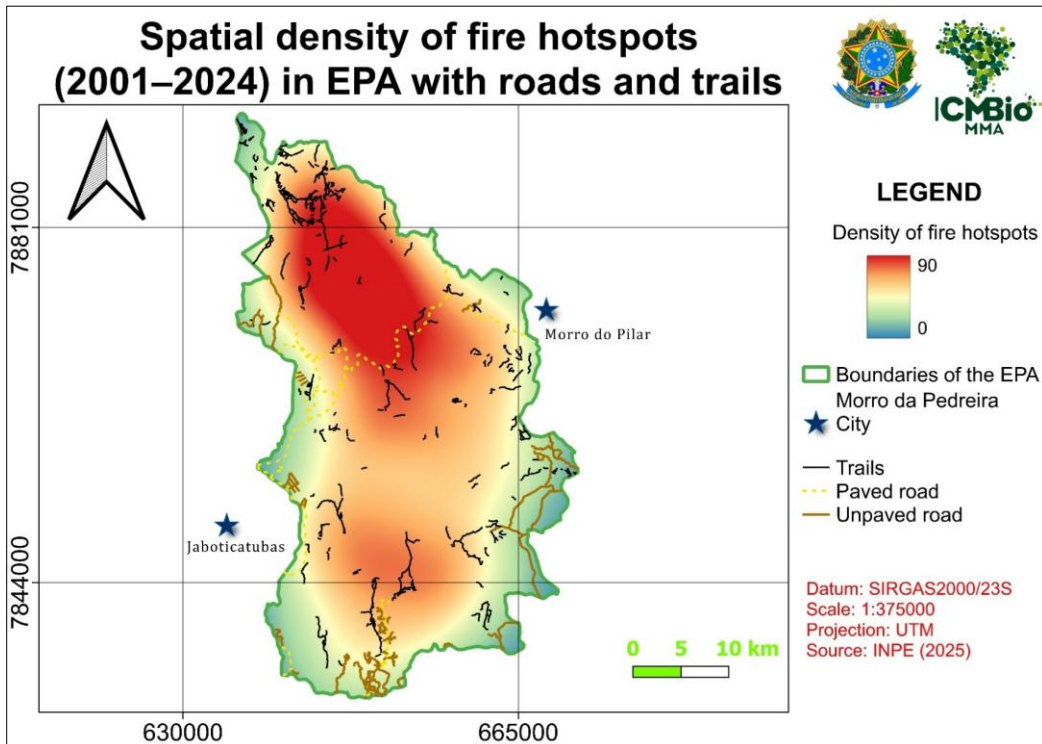 Spatial density of fire hotspots
(2001–2024) in EPA with roads and trails
ICMBio
MMA
7881000
7844000
630000
665000
Morro do Pilar
Jaboticatubas
0 5 10 km
LEGEND
Density of fire hotspots
90
0
Boundaries of the EPA
Morro da Pedreira
City
Trails
Paved road
Unpaved road
Datum: SIRGAS2000/23S
Scale: 1:375000
Projection: UTM
Source: INPE (2025)